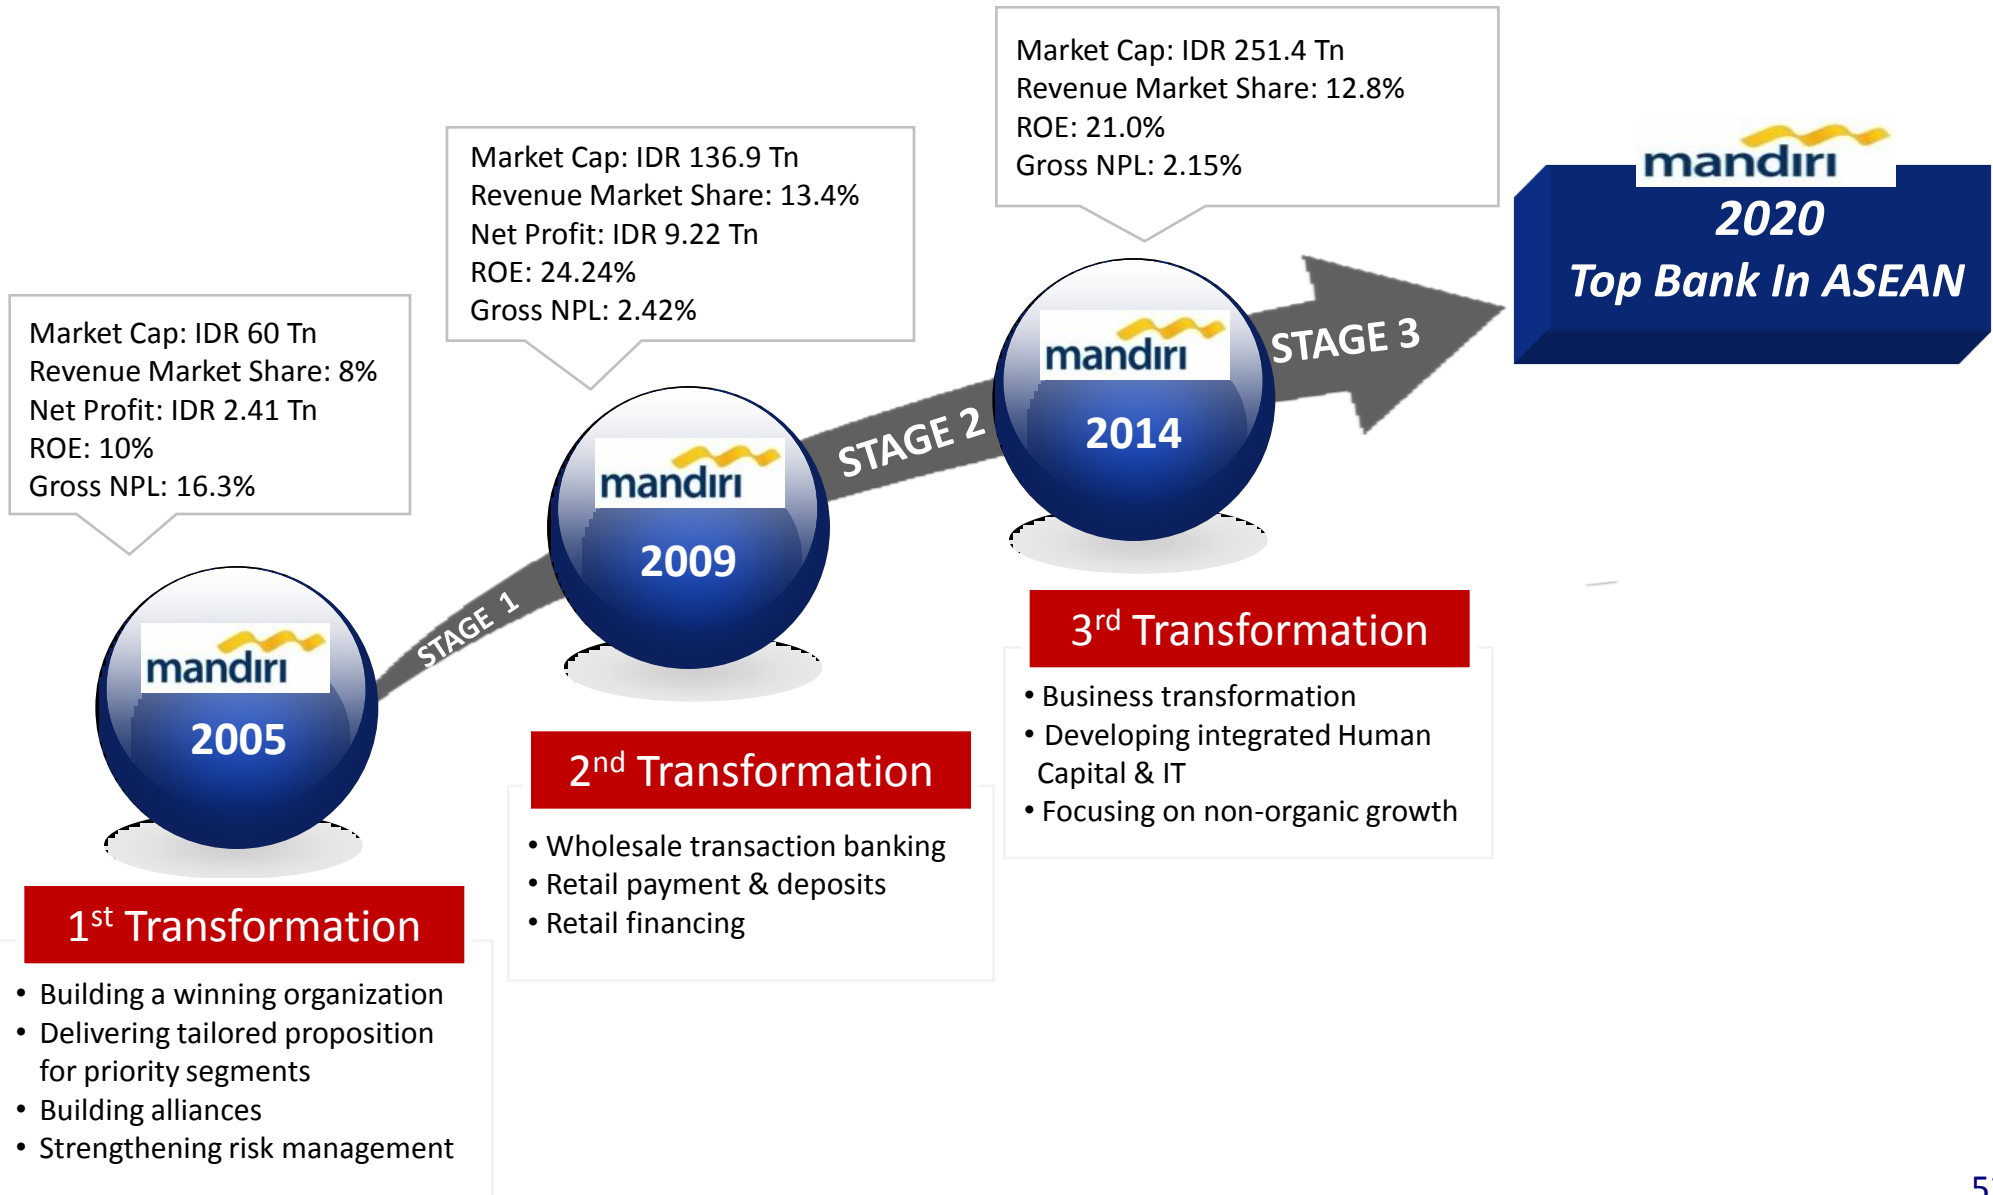 Market Cap: IDR 60 Tn
Revenue Market Share: 8%
Net Profit: IDR 2.41 Tn
ROE: 10%
Gross NPL: 16.3%
mandırı
2005
STAGE 1
1st Transformation
• Building a winning organization
• Delivering tailored proposition
for priority segments
• Building alliances
• Strengthening risk management
Market Cap: IDR 136.9 Tn
Revenue Market Share: 13.4%
Net Profit: IDR 9.22 Tn
ROE: 24.24%
Gross NPL: 2.42%
mandırı
2009
STAGE 2
2nd Transformation
• Wholesale transaction banking
• Retail payment & deposits
• Retail financing
Market Cap: IDR 251.4 Tn
Revenue Market Share: 12.8%
ROE: 21.0%
Gross NPL: 2.15%
mandırı
2014
STAGE 3
3rd Transformation
• Business transformation
• Developing integrated Human
Capital & IT
• Focusing on non-organic growth
mandırı
2020
Top Bank In ASEAN